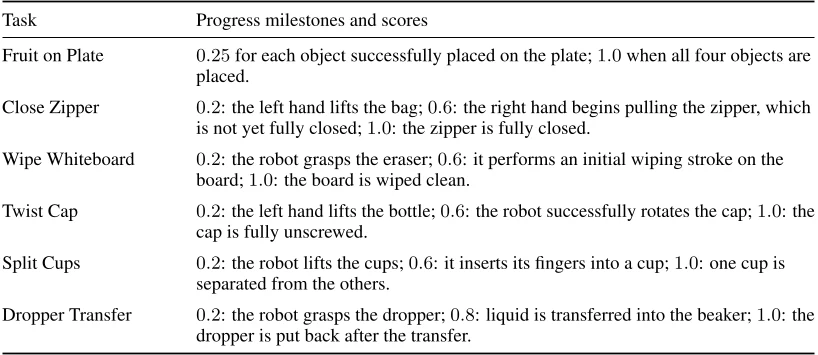 Task Progress milestones and scores
Fruit on Plate 0.25 for each object successfully placed on the plate; 1.0 when all four objects are
placed.
Close Zipper 0.2: the left hand lifts the bag; 0.6: the right hand begins pulling the zipper, which
is not yet fully closed; 1.0: the zipper is fully closed.
Wipe Whiteboard 0.2: the robot grasps the eraser; 0.6: it performs an initial wiping stroke on the
board; 1.0: the board is wiped clean.
Twist Cap 0.2: the left hand lifts the bottle; 0.6: the robot successfully rotates the cap; 1.0: the
cap is fully unscrewed.
Split Cups 0.2: the robot lifts the cups; 0.6: it inserts its fingers into a cup; 1.0: one cup is
separated from the others.
Dropper Transfer 0.2: the robot grasps the dropper; 0.8: liquid is transferred into the beaker; 1.0: the
dropper is put back after the transfer.